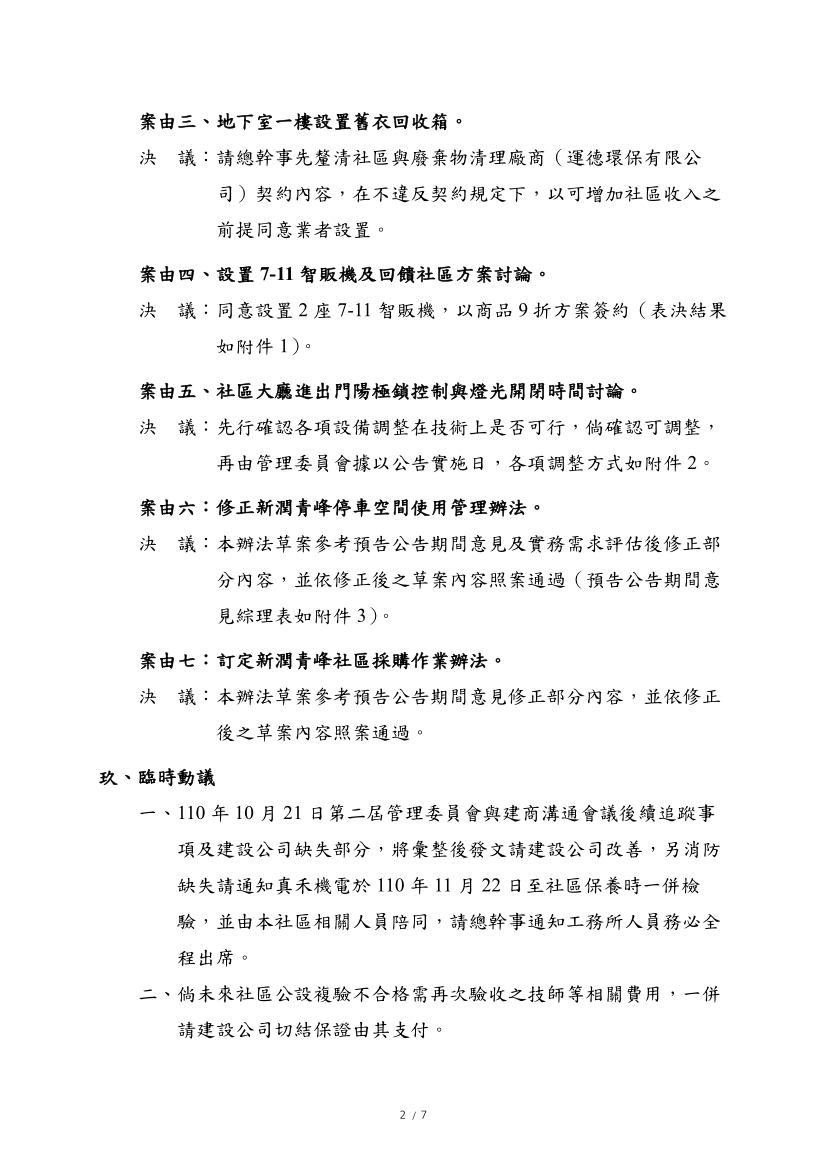 案由三、地下室一樓設置舊衣回收箱。
決　議：請總幹事先釐清社區與廢棄物清理廠商（運德環保有限公
司）契約內容，在不違反契約規定下，以可增加社區收入之
前提同意業者設置。
案由四、設置 7-11 智販機及回饋社區方案討論。
決　議：同意設置 2 座 7-11 智販機，以商品 9 折方案簽約（表決結果
如附件 1）。
案由五、社區大廳進出門陽極鎖控制與燈光開閉時間討論。
決　議：先行確認各項設備調整在技術上是否可行，倘確認可調整，
再由管理委員會據以公告實施日，各項調整方式如附件 2。
案由六：修正新潤青峰停車空間使用管理辦法。
決　議：本辦法草案參考預告公告期間意見及實務需求評估後修正部
分內容，並依修正後之草案內容照案通過（預告公告期間意
見綜理表如附件 3）。
案由七：訂定新潤青峰社區採購作業辦法。
決　議：本辦法草案參考預告公告期間意見修正部分內容，並依修正
後之草案內容照案通過。
玖、臨時動議
一、110 年 10 月 21 日第二屆管理委員會與建商溝通會議後續追蹤事
項及建設公司缺失部分，將彙整後發文請建設公司改善，另消防
缺失請通知真禾機電於 110 年 11 月 22 日至社區保養時一併檢
驗，並由本社區相關人員陪同，請總幹事通知工務所人員務必全
程出席。
二、倘未來社區公設複驗不合格需再次驗收之技師等相關費用，一併
請建設公司切結保證由其支付。
2 / 7